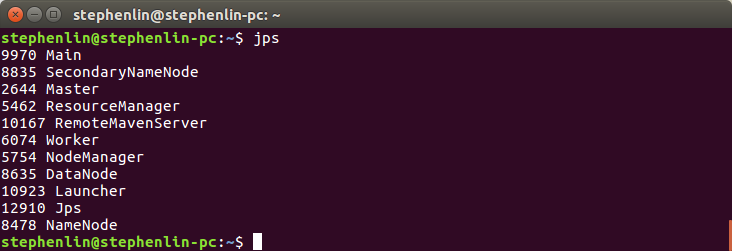 stephenlin@stephenlin-pc: ~
stephenlin@stephenlin-pc:~$ jps
9970 Main
8835 SecondaryNameNode
2644 Master
5462 ResourceManager
10167 RemoteMavenServer
6074 Worker
5754 NodeManager
8635 DataNode
10923 Launcher
12910 Jps
8478 NameNode
stephenlin@stephenlin-pc:~$